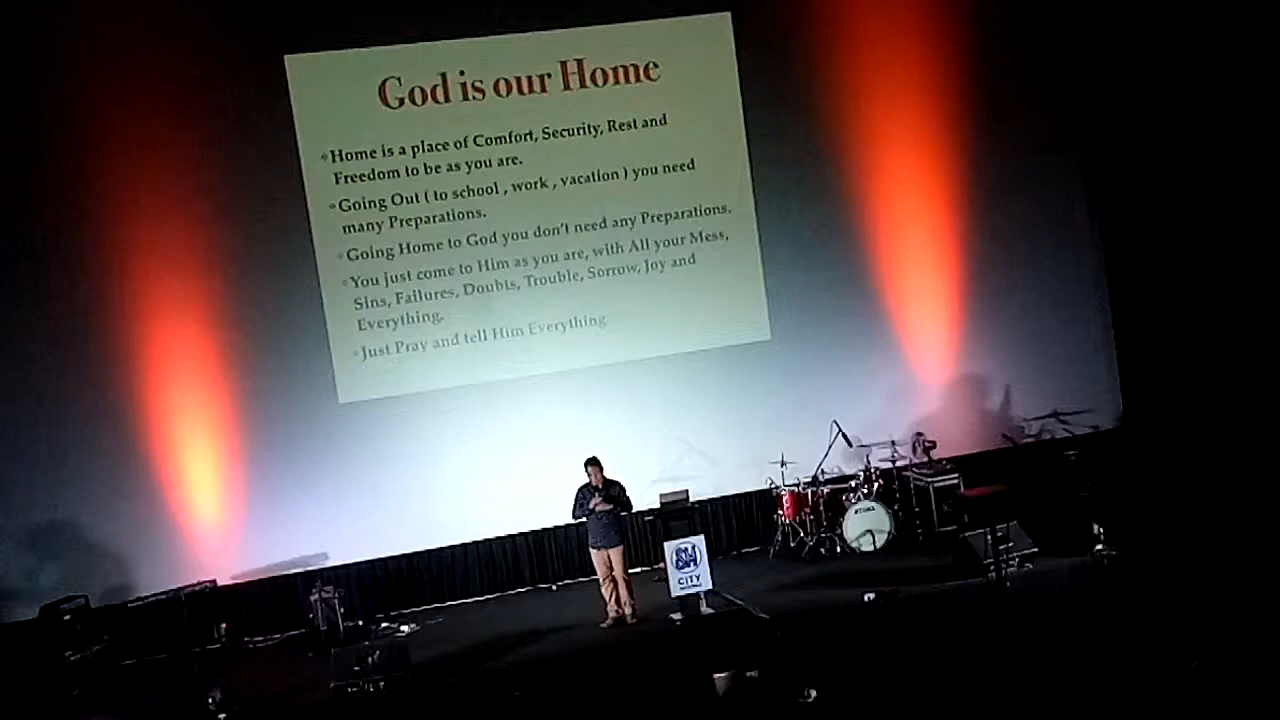 God is our Home
Home is a place of Comfort, Security, Rest and
Freedom to be as you are.
Going Out ( to school , work , vacation ) you need
many Preparations.
Going Home to God you don't need any Preparations.
You just come to Him as you are, with All your Mess,
Sins, Failures, Doubts, Trouble, Sorrow, Joy and
Everything.
Just Pray and tell Him Everything.
SM
CITY
TAMA